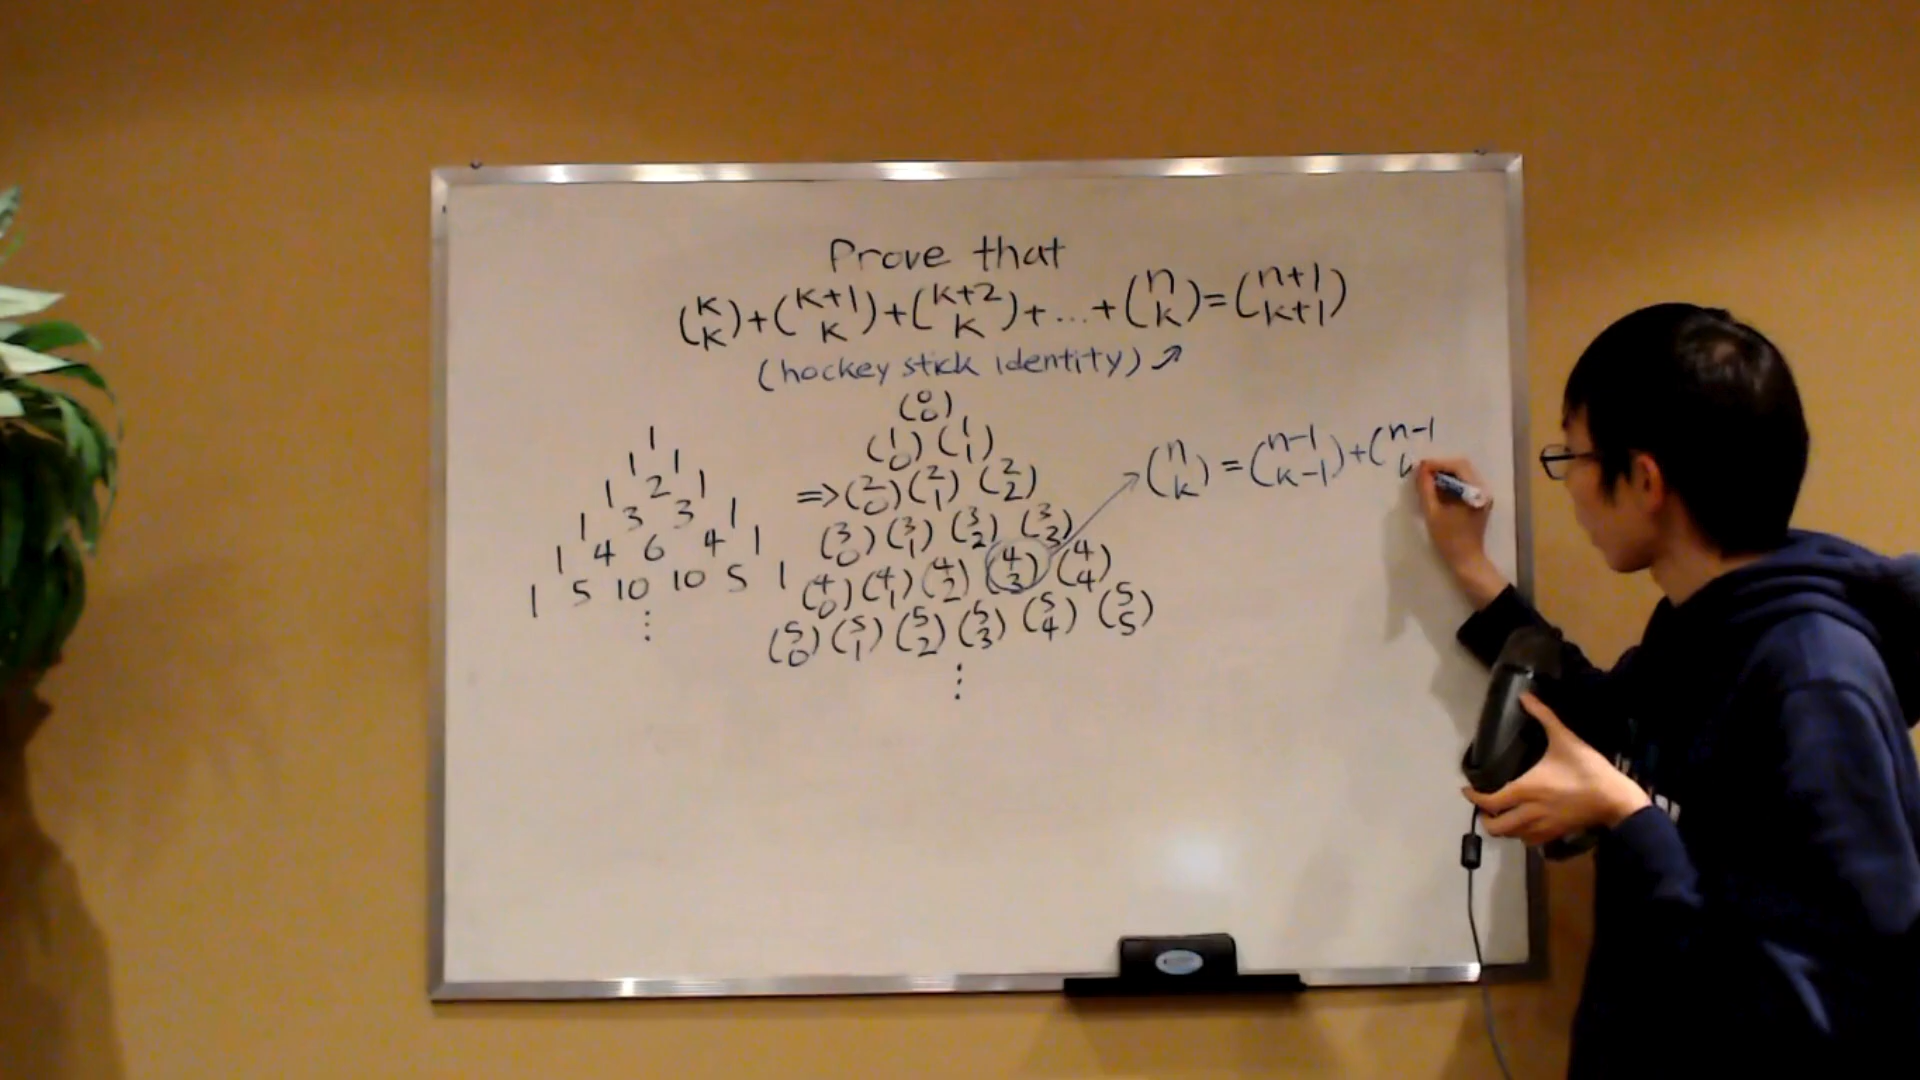 Prove that
(k k)+(k+1 k)+(k+2 k)+...+(n k)=(n+1 k+1)
(hockey stick identity) ↗
1
1 1
1 2 1
1 3 3 1
1 4 6 4 1
1 5 10 10 5 1
⋮
(0 0)
(1 0) (1 1)
=> (2 0) (2 1) (2 2)
(3 0) (3 1) (3 2) (3 3)
(4 0) (4 1) (4 2) (4 3) (4 4)
(5 0) (5 1) (5 2) (5 3) (5 4) (5 5)
⋮
(n k)=(n-1 k-1)+(n-1